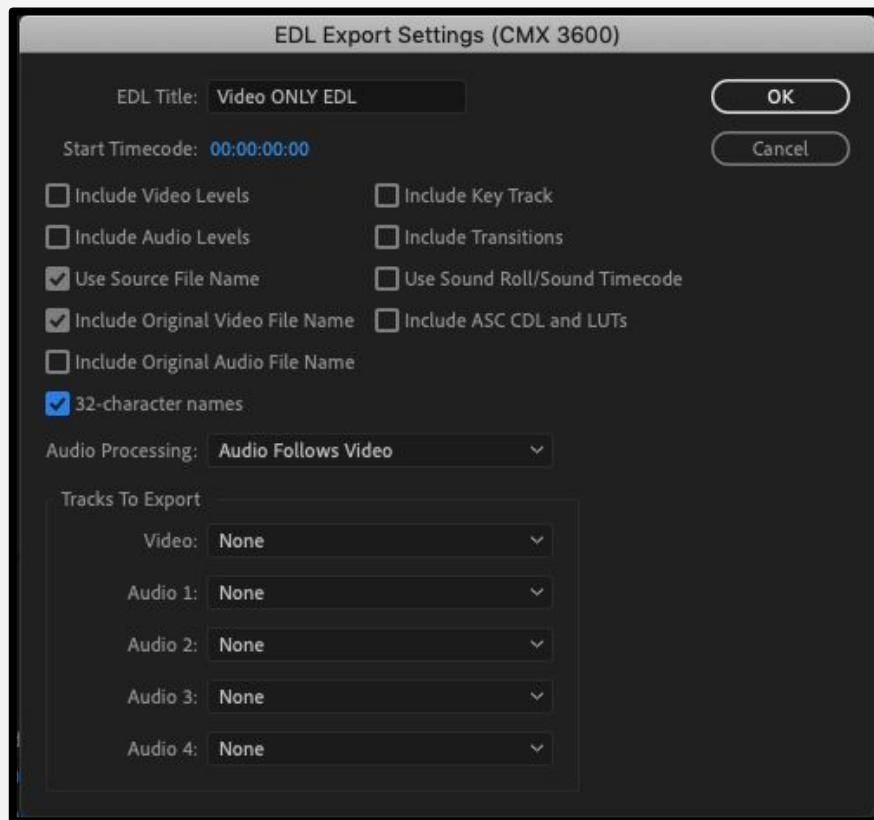 EDL Export Settings (CMX 3600)
EDL Title: Video ONLY EDL
OK
Start Timecode: 00:00:00:00
Cancel
Include Video Levels
Include Key Track
Include Audio Levels
Include Transitions
Use Source File Name
Use Sound Roll/Sound Timecode
Include Original Video File Name
Include ASC CDL and LUTs
Include Original Audio File Name
32-character names
Audio Processing: Audio Follows Video
Tracks To Export
Video: None
Audio 1: None
Audio 2: None
Audio 3: None
Audio 4: None